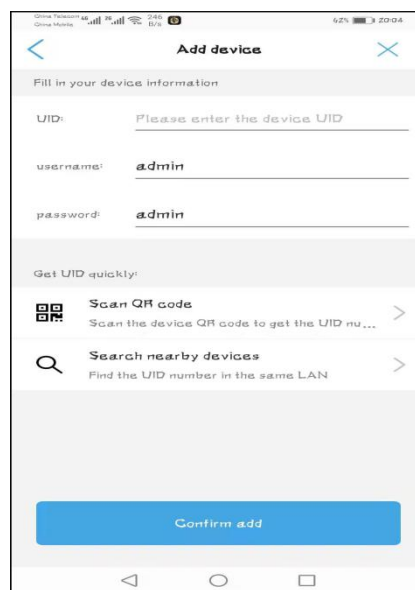 China Telecom 246 62% 20:04
China Mobile B/s
Add device
Fill in your device information
UID: Please enter the device UID
username: admin
password: admin
Get UID quickly:
Scan QR code
Scan the device QR code to get the UID nu...
Search nearby devices
Find the UID number in the same LAN
Confirm add